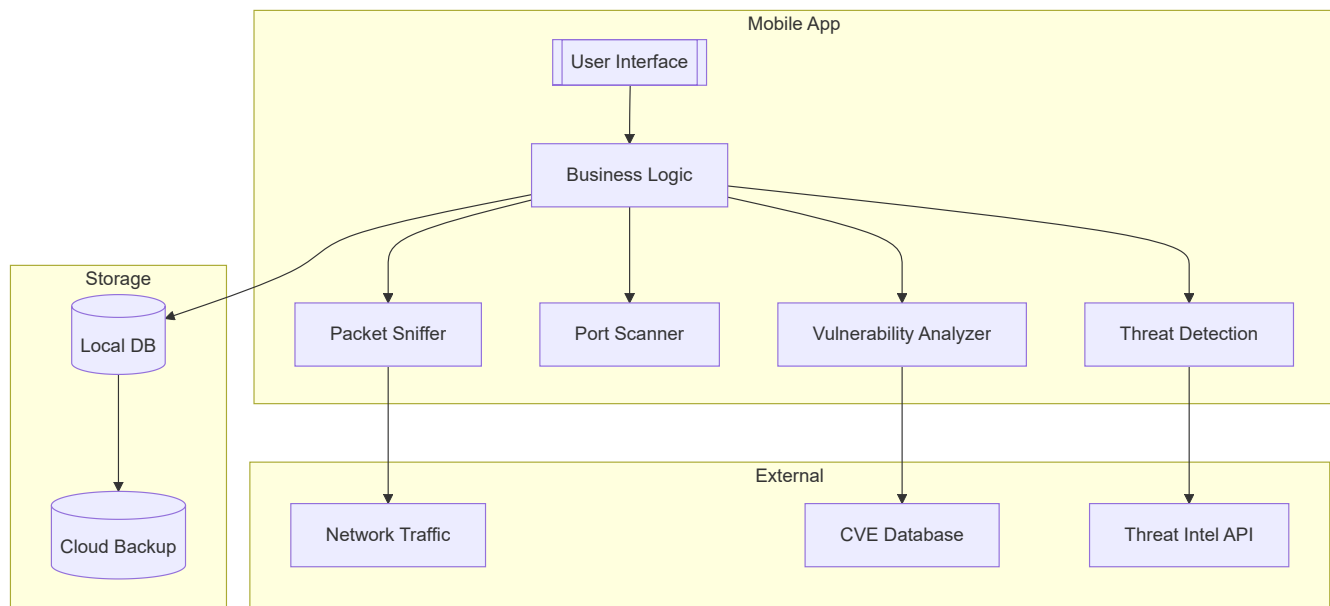 Mobile App
User Interface
Business Logic
Storage
Local DB
Packet Sniffer
Port Scanner
Vulnerability Analyzer
Threat Detection
External
Cloud Backup
Network Traffic
CVE Database
Threat Intel API